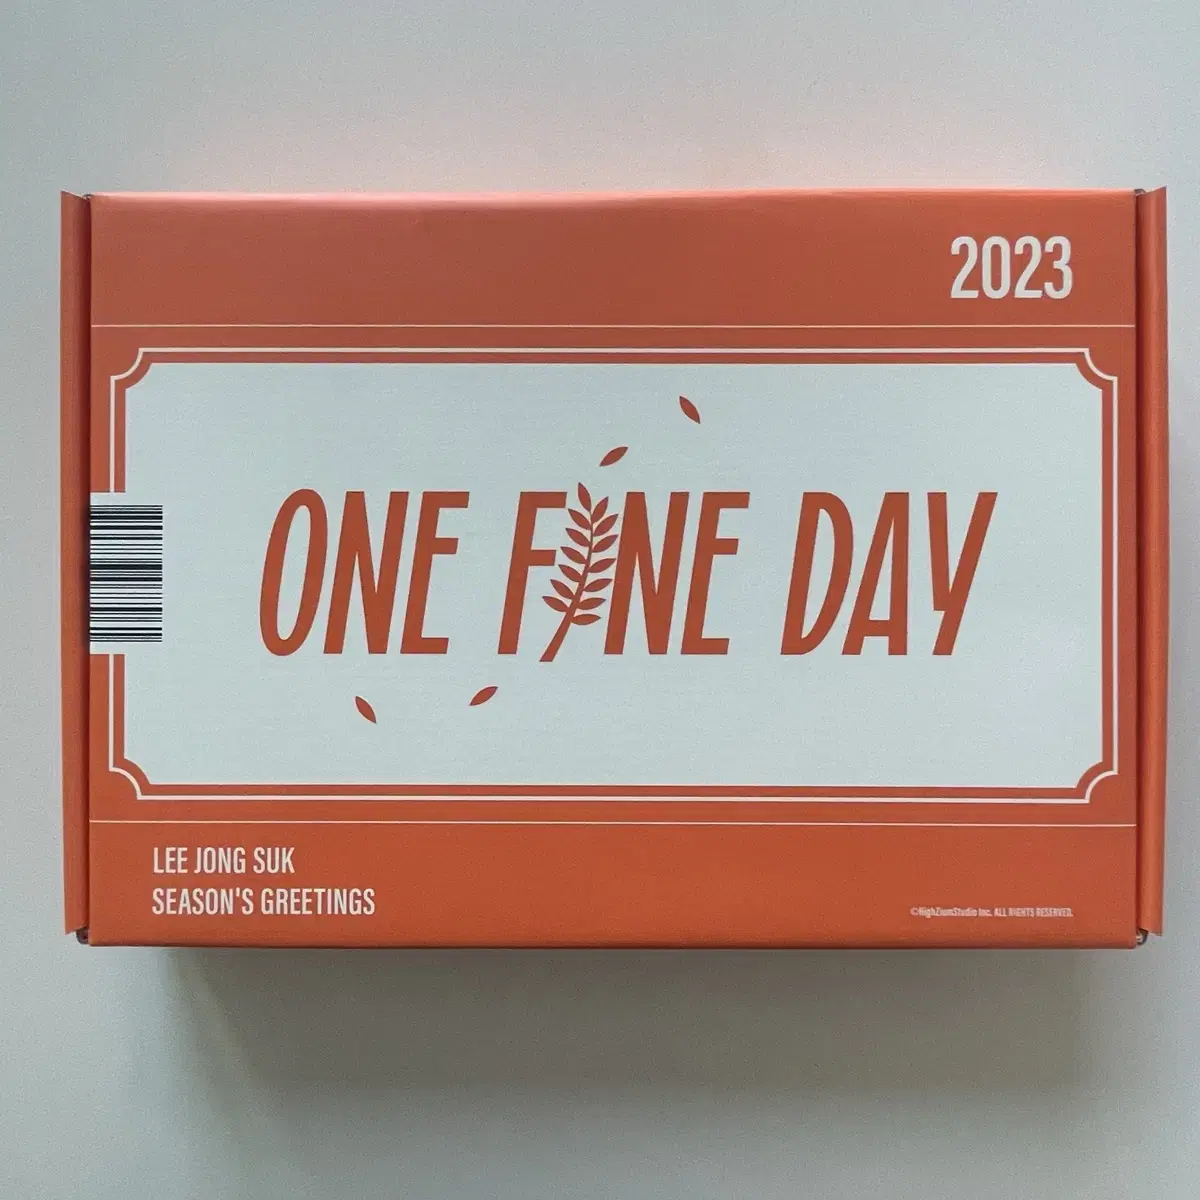 2023
ONE FINE DAY
LEE JONG SUK
SEASON'S GREETINGS
©HighZiumStudio Inc. ALL RIGHTS RESERVED.